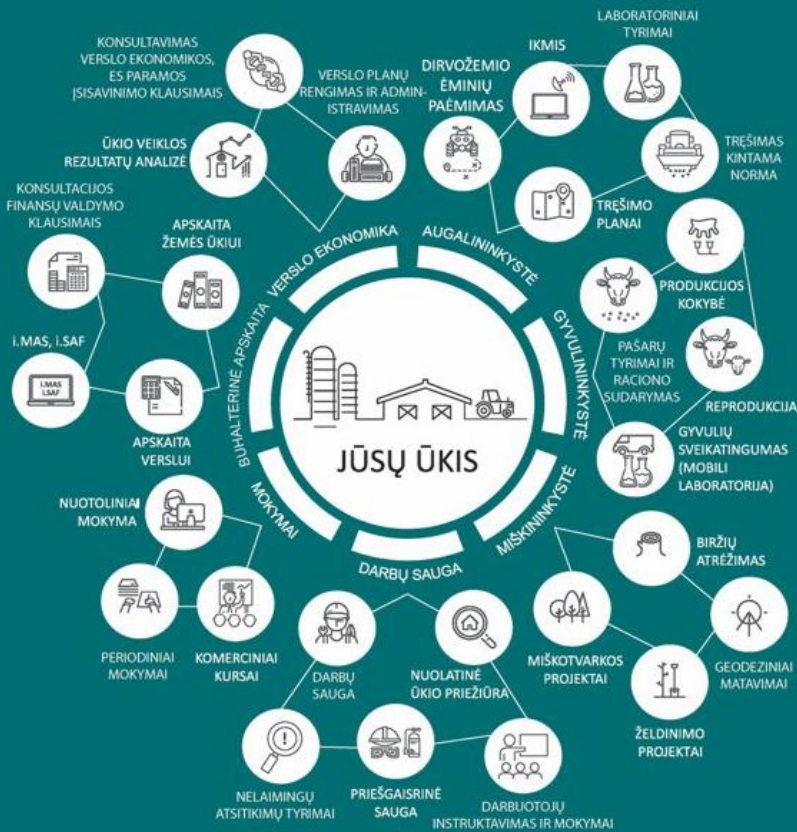 KONSULTAVIMAS
VERSLO EKONOMIKOS,
ES PARAMOS
ĮSISAVINIMO KLAUSIMAIS
VERSLO PLANŲ
RENGIMAS IR ADMIN-
ISTRAVIMAS
ŪKIO VEIKLOS
REZULTATŲ ANALIZĖ
DIRVOŽEMIO
ĖMINIŲ
PAĖMIMAS
IKMIS
LABORATORINIAI
TYRIMAI
TRĘŠIMAS
KINTAMA
NORMA
TRĘŠIMO
PLANAI
KONSULTACIJOS
FINANSŲ VALDYMO
KLAUSIMAIS
APSKAITA
ŽEMĖS ŪKIUI
i.MAS, i.SAF
I.MAS
I.SAF
APSKAITA
VERSLUI
VERSLO EKONOMIKA
AUGALININKYSTĖ
BUHALTERINĖ APSKAITA
GYVULININKYSTĖ
MOKYMAI
MIŠKININKYSTĖ
DARBŲ SAUGA
JŪSŲ ŪKIS
PRODUKCIJOS
KOKYBĖ
PAŠARŲ
TYRIMAI IR
RACIONO
SUDARYMAS
REPRODUKCIJA
GYVULIŲ
SVEIKATINGUMAS
(MOBILI
LABORATORIJA)
NUOTOLINIAI
MOKYMA
PERIODINIAI
MOKYMAI
KOMERCINIAI
KURSAI
DARBŲ
SAUGA
NUOLATINĖ
ŪKIO PRIEŽIŪRA
NELAIMINGŲ
ATSITIKIMŲ TYRIMAI
PRIEŠGAISRINĖ
SAUGA
DARBUOTOJŲ
INSTRUKTAVIMAS IR MOKYMAI
BIRŽIŲ
ATRĖŽIMAS
MIŠKOTVARKOS
PROJEKTAI
GEODEZINIAI
MATAVIMAI
ŽELDINIMO
PROJEKTAI